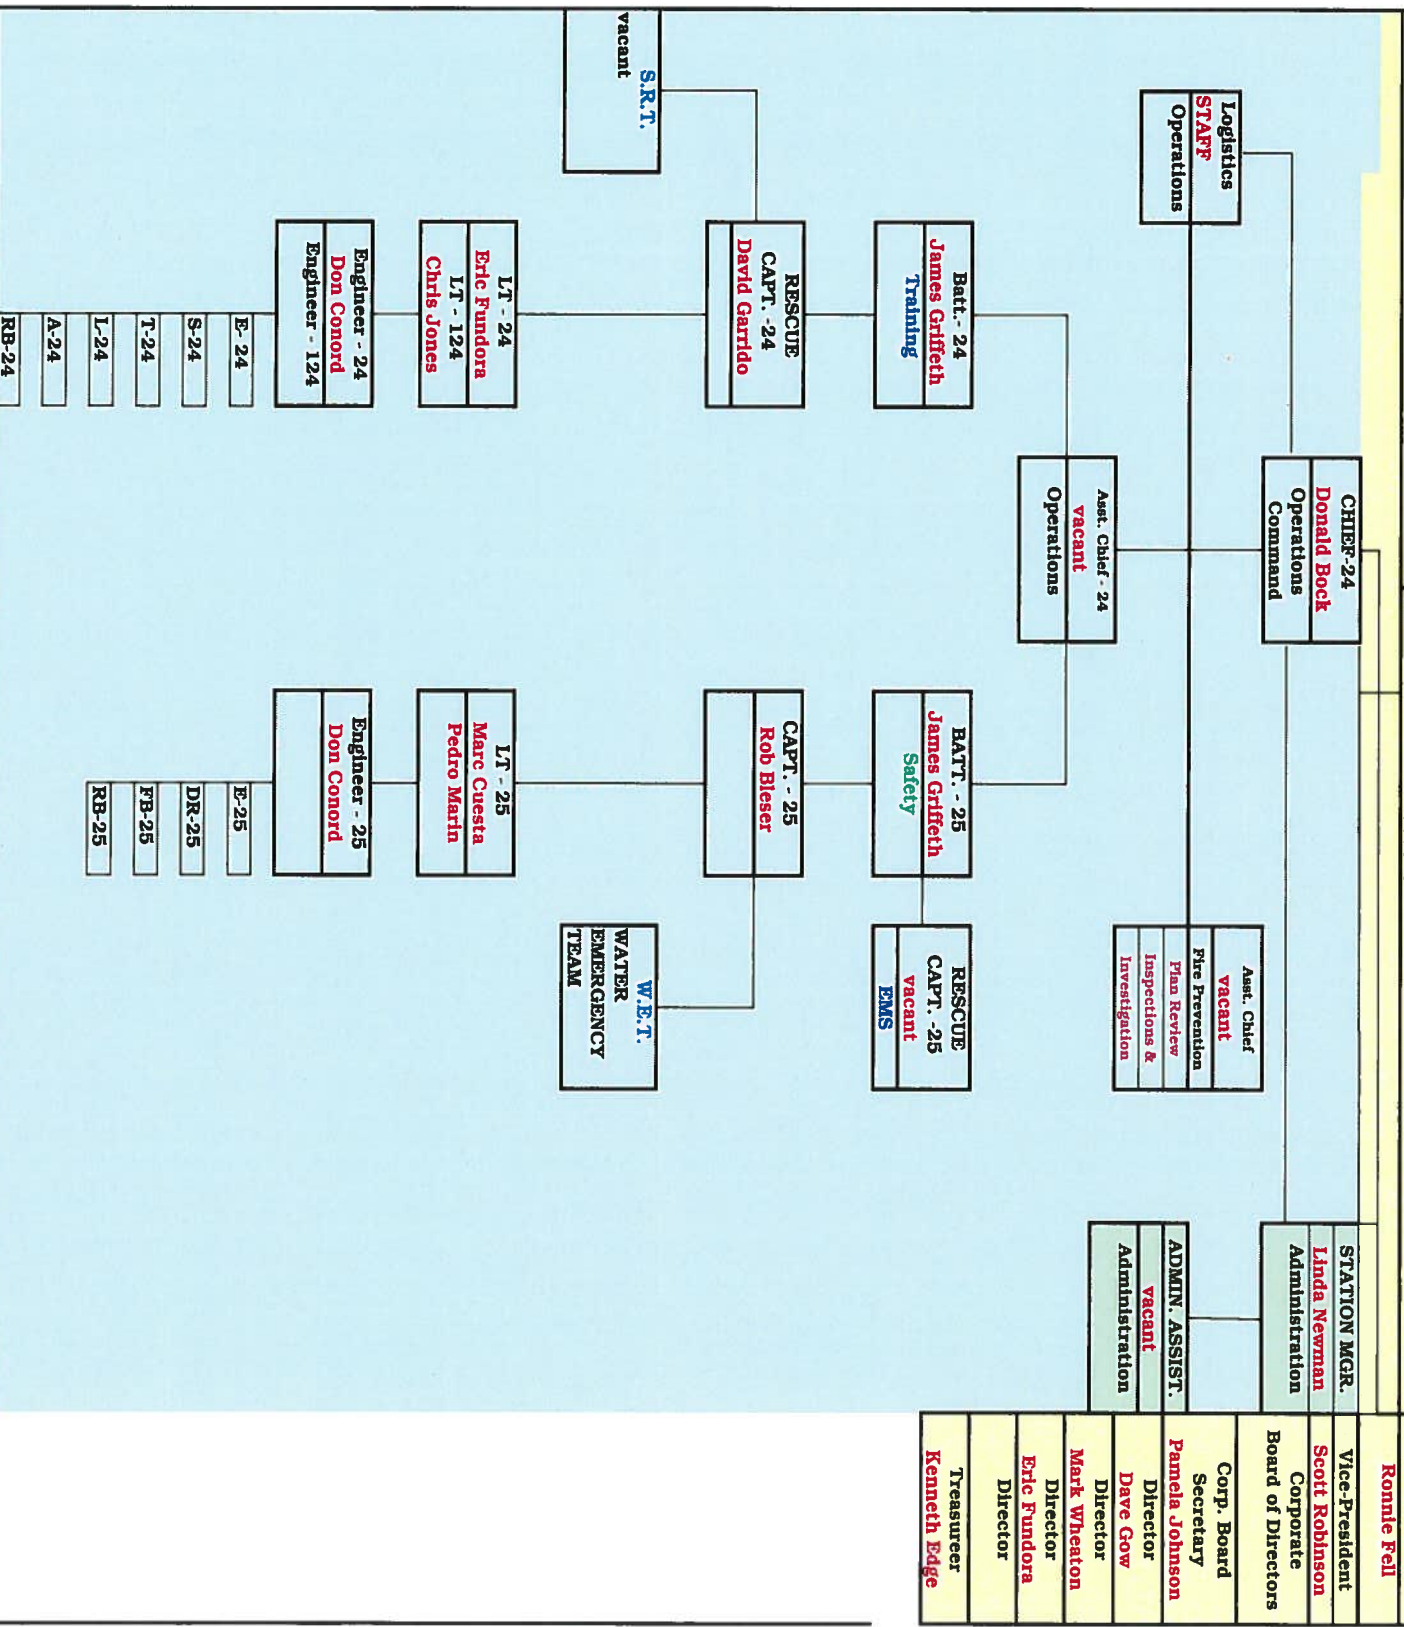 Ronnie Fell
CHIEF-24
Donald Bock
Operations
Command
STATION MGR.
Linda Newman
Administration
Vice-President
Scott Robinson
Corporate
Board of Directors
Logistics
STAFF
Operations
Asst. Chief
vacant
Fire Prevention
Plan Review
Inspections &
Investigation
ADMIN. ASSIST.
vacant
Administration
Corp. Board
Secretary
Pamela Johnson
Director
Dave Gow
Director
Mark Wheaton
Director
Eric Fundora
Director
Treasureer
Kenneth Edge
Asst. Chief - 24
vacant
Operations
Batt.- 24
James Griffeth
Training
BATT. - 25
James Griffeth
Safety
RESCUE
CAPT. -25
vacant
EMS
RESCUE
CAPT. -24
David Garrido
CAPT. - 25
Rob Bleser
S.R.T.
vacant
W.E.T.
WATER
EMERGENCY
TEAM
LT - 24
Eric Fundora
LT - 124
Chris Jones
LT - 25
Marc Cuesta
Pedro Marin
Engineer - 24
Don Conord
Engineer - 124
Engineer - 25
Don Conord
E- 24
S-24
T-24
L-24
A-24
RB-24
E-25
DR-25
FB-25
RB-25